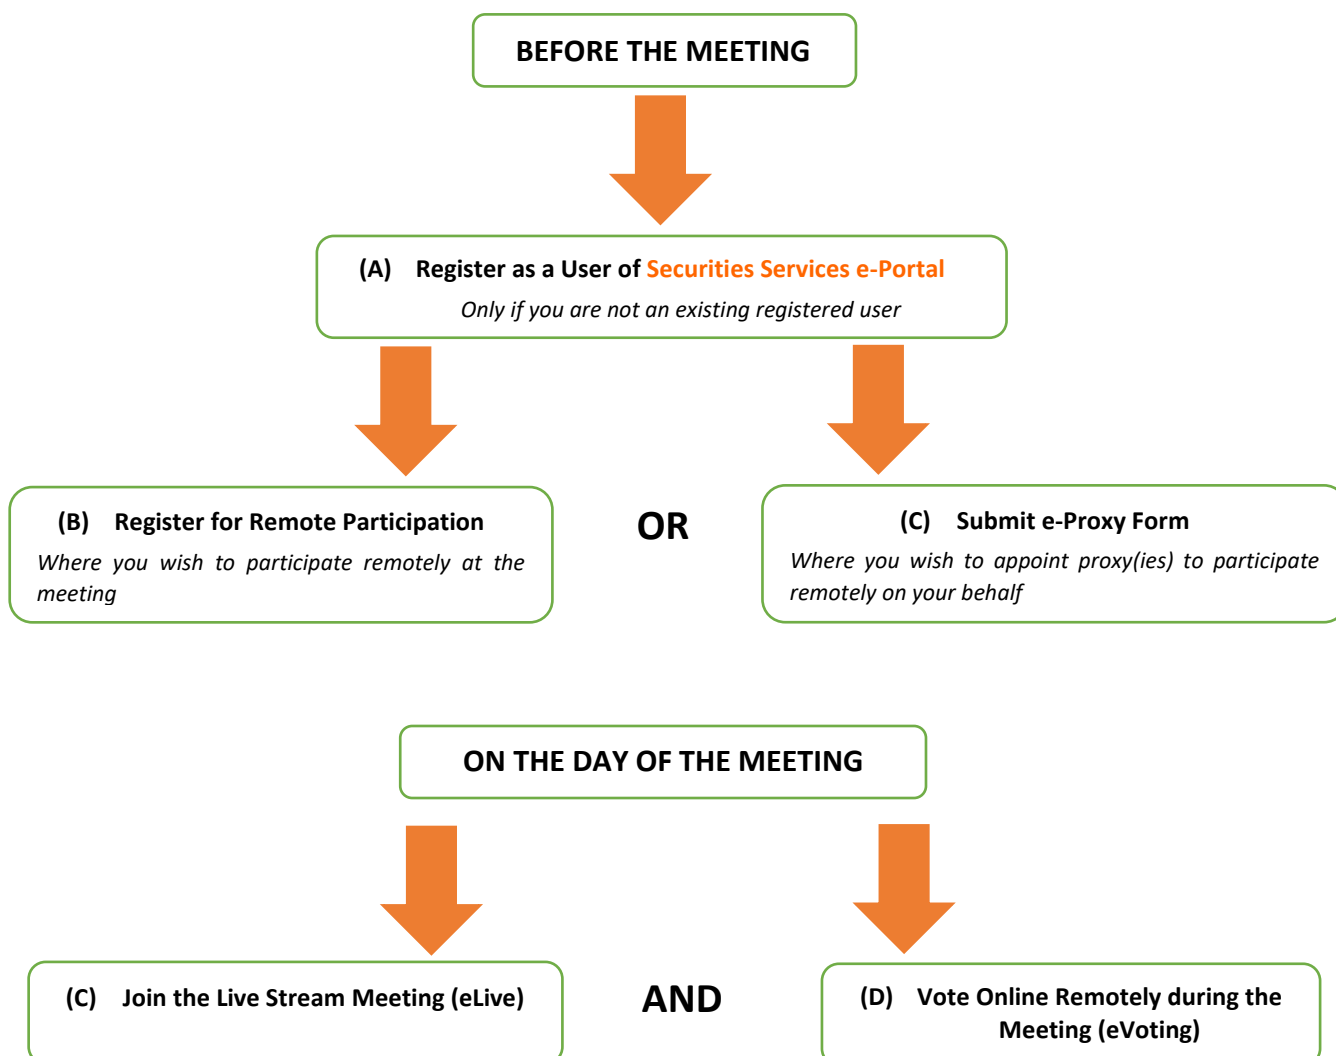 BEFORE THE MEETING
(A) Register as a User of Securities Services e-Portal
Only if you are not an existing registered user
(B) Register for Remote Participation
Where you wish to participate remotely at the
meeting
OR
(C) Submit e-Proxy Form
Where you wish to appoint proxy(ies) to participate
remotely on your behalf
ON THE DAY OF THE MEETING
(C) Join the Live Stream Meeting (eLive)
AND
(D) Vote Online Remotely during the
Meeting (eVoting)